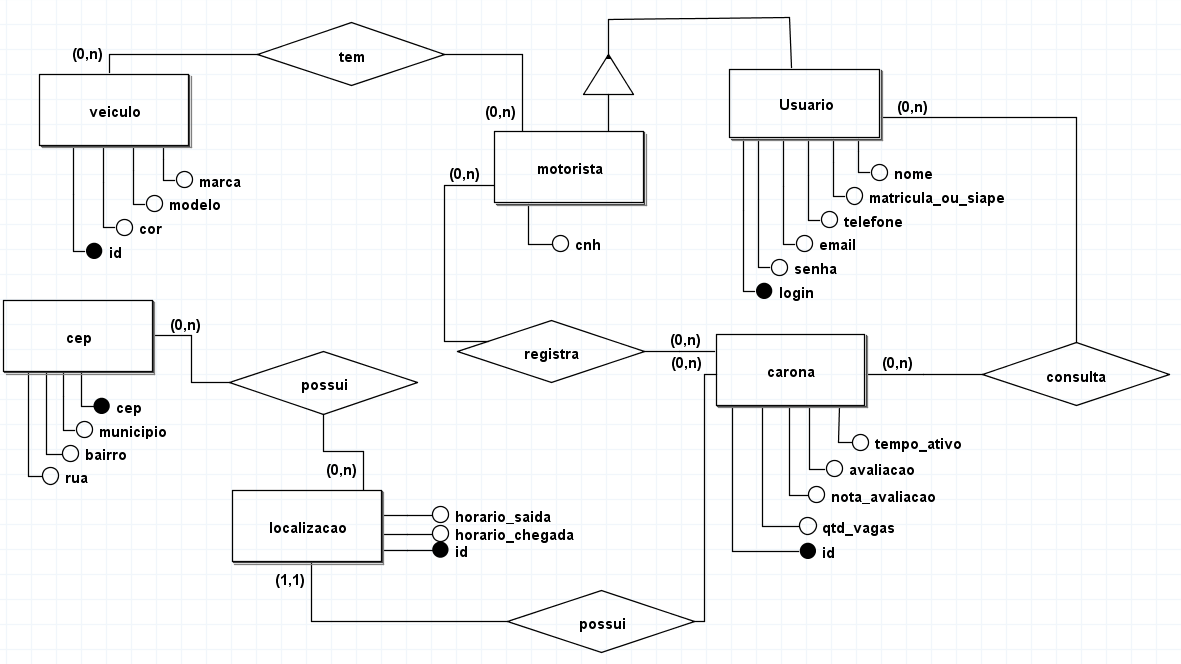 (0,n)
tem
veiculo
marca
modelo
cor
id
(0,n)
motorista
(0,n)
cnh
Usuario
(0,n)
nome
matricula_ou_siape
telefone
email
senha
login
cep
(0,n)
cep
municipio
bairro
rua
possui
(0,n)
registra
(0,n)
(0,n)
carona
(0,n)
consulta
tempo_ativo
avaliacao
nota_avaliacao
qtd_vagas
id
localizacao
horario_saida
horario_chegada
id
(1,1)
possui